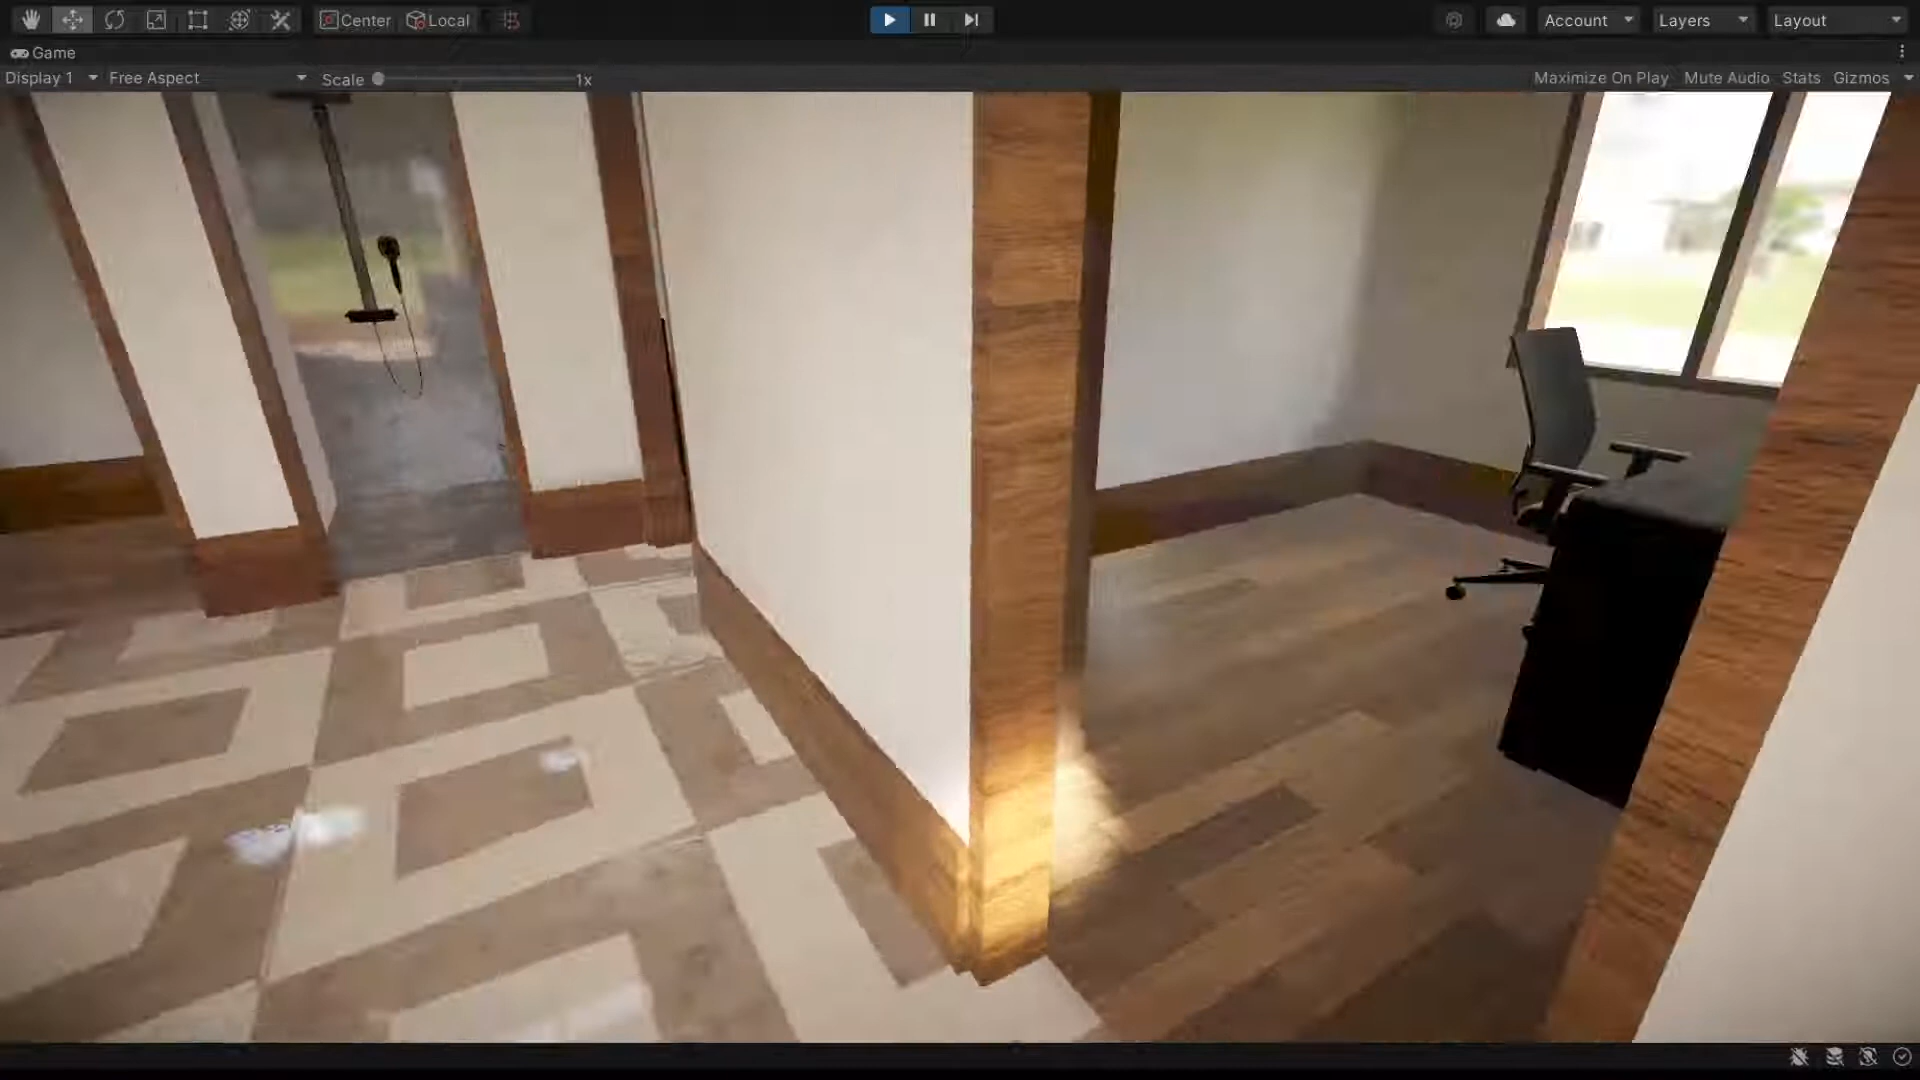 Center Local Account Layers Layout
Game
Display 1 Free Aspect Scale 1x Maximize On Play Mute Audio Stats Gizmos